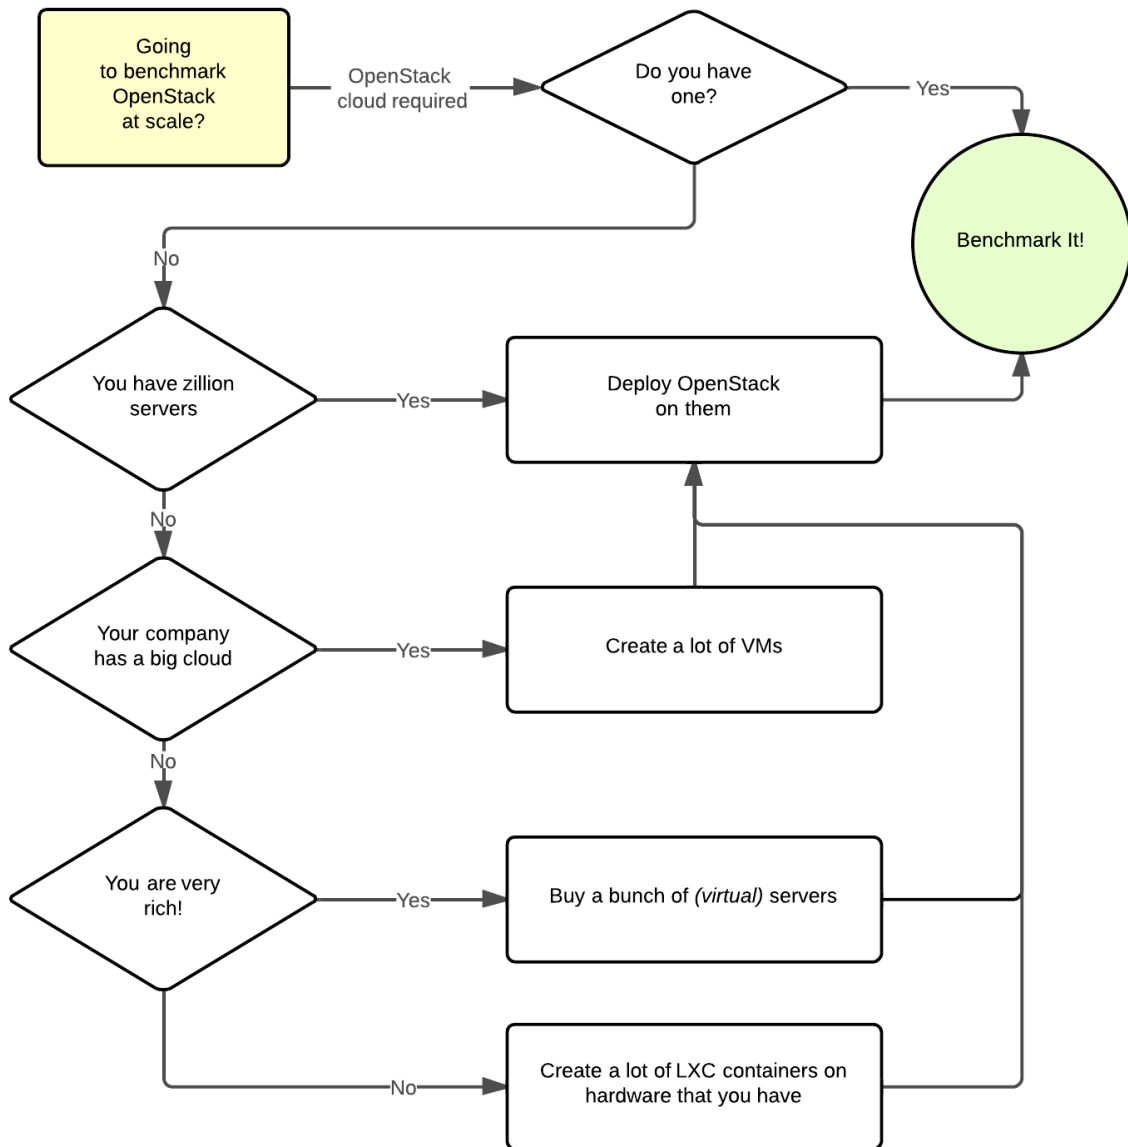 Going
to benchmark
OpenStack
at scale?
OpenStack
cloud required
Do you have
one?
Yes
Benchmark It!
No
You have zillion
servers
Yes
Deploy OpenStack
on them
No
Your company
has a big cloud
Yes
Create a lot of VMs
No
You are very
rich!
Yes
Buy a bunch of (virtual) servers
No
Create a lot of LXC containers on
hardware that you have